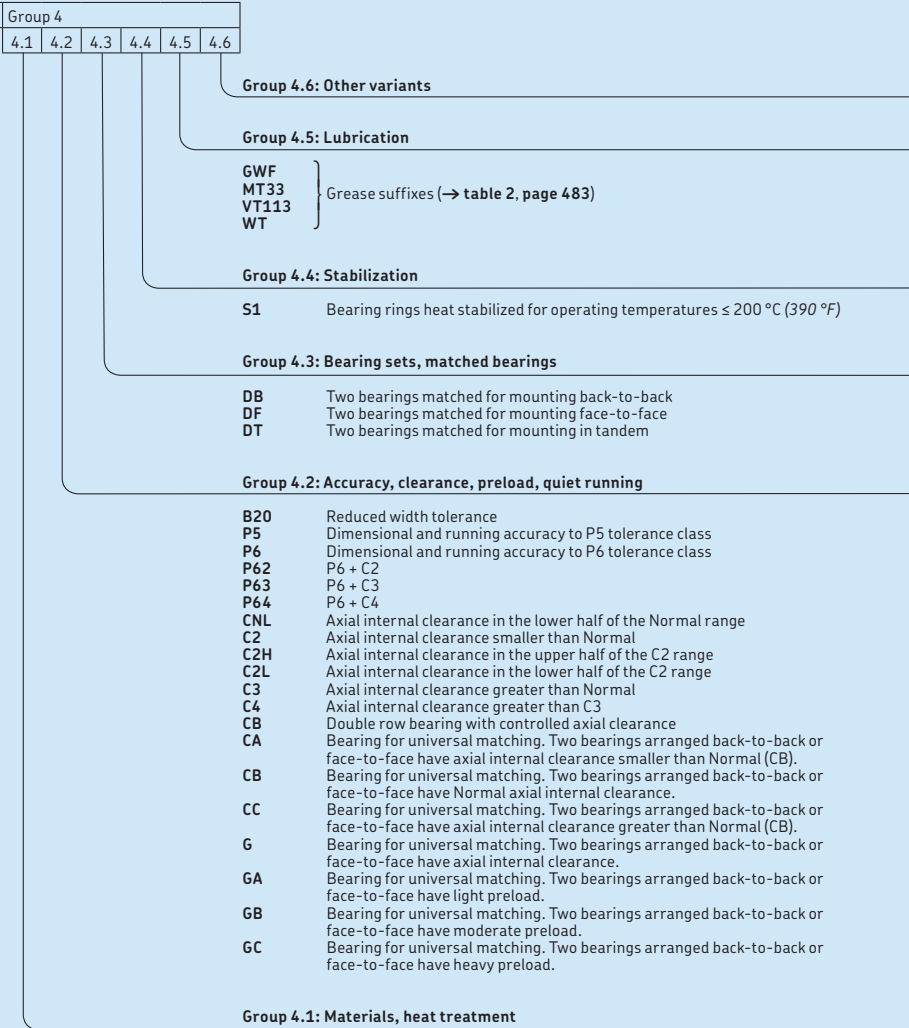 Group 4
4.1 4.2 4.3 4.4 4.5 4.6
Group 4.6: Other variants
Group 4.5: Lubrication
GWF
MT33
VT113
WT
Grease suffixes (→ table 2, page 483)
Group 4.4: Stabilization
S1 Bearing rings heat stabilized for operating temperatures ≤ 200 °C (390 °F)
Group 4.3: Bearing sets, matched bearings
DB Two bearings matched for mounting back-to-back
DF Two bearings matched for mounting face-to-face
DT Two bearings matched for mounting in tandem
Group 4.2: Accuracy, clearance, preload, quiet running
B20 Reduced width tolerance
P5 Dimensional and running accuracy to P5 tolerance class
P6 Dimensional and running accuracy to P6 tolerance class
P62 P6 + C2
P63 P6 + C3
P64 P6 + C4
CNL Axial internal clearance in the lower half of the Normal range
C2 Axial internal clearance smaller than Normal
C2H Axial internal clearance in the upper half of the C2 range
C2L Axial internal clearance in the lower half of the C2 range
C3 Axial internal clearance greater than Normal
C4 Axial internal clearance greater than C3
CB Double row bearing with controlled axial clearance
CA Bearing for universal matching. Two bearings arranged back-to-back or
face-to-face have axial internal clearance smaller than Normal (CB).
CB Bearing for universal matching. Two bearings arranged back-to-back or
face-to-face have Normal axial internal clearance.
CC Bearing for universal matching. Two bearings arranged back-to-back or
face-to-face have axial internal clearance greater than Normal (CB).
G Bearing for universal matching. Two bearings arranged back-to-back or
face-to-face have axial internal clearance.
GA Bearing for universal matching. Two bearings arranged back-to-back or
face-to-face have light preload.
GB Bearing for universal matching. Two bearings arranged back-to-back or
face-to-face have moderate preload.
GC Bearing for universal matching. Two bearings arranged back-to-back or
face-to-face have heavy preload.
Group 4.1: Materials, heat treatment